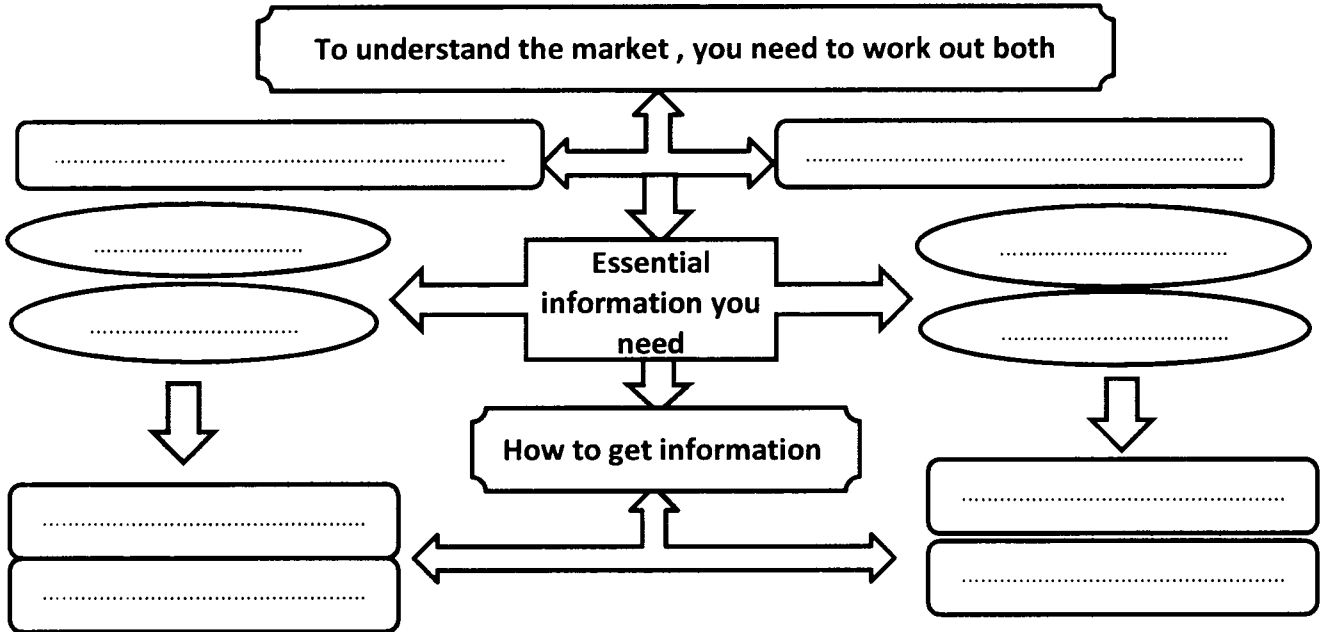 To understand the market , you need to work out both
Essential
information you
need
How to get information